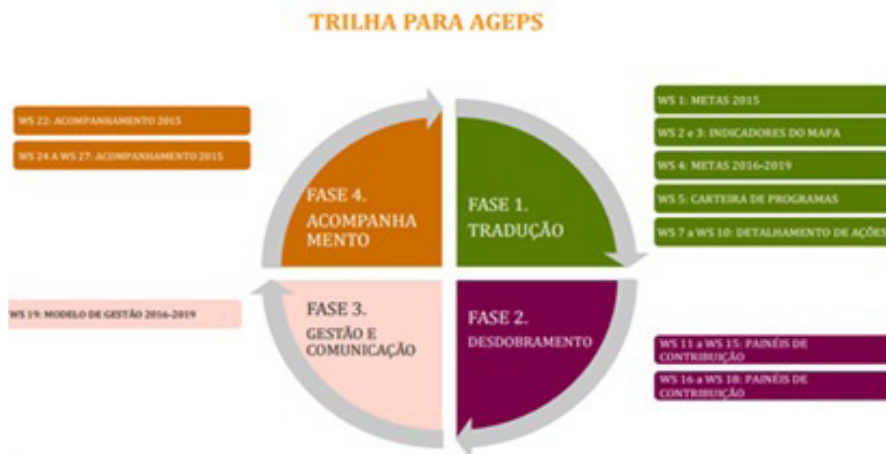 TRILHA PARA AGEPS
WS 22: ACOMPANHAMENTO 2015
WS 24 A WS 27: ACOMPANHAMENTO 2015
FASE 4.
ACOMPANHA
MENTO
FASE 1.
TRADUÇÃO
WS 1: METAS 2015
WS 2 e 3: INDICADORES DO MAPA
WS 4: METAS 2016-2019
WS 5: CARTEIRA DE PROGRAMAS
WS 7 a WS 10: DETALHAMENTO DE AÇÕES
WS 19: MODELO DE GESTÃO 2016-2019
FASE 3.
GESTÃO E
COMUNICAÇÃO
FASE 2.
DESDOBRAMENTO
WS 11 a WS 15: PAINÉIS DE
CONTRIBUIÇÃO
WS 16 a WS 18: PAINÉIS DE
CONTRIBUIÇÃO